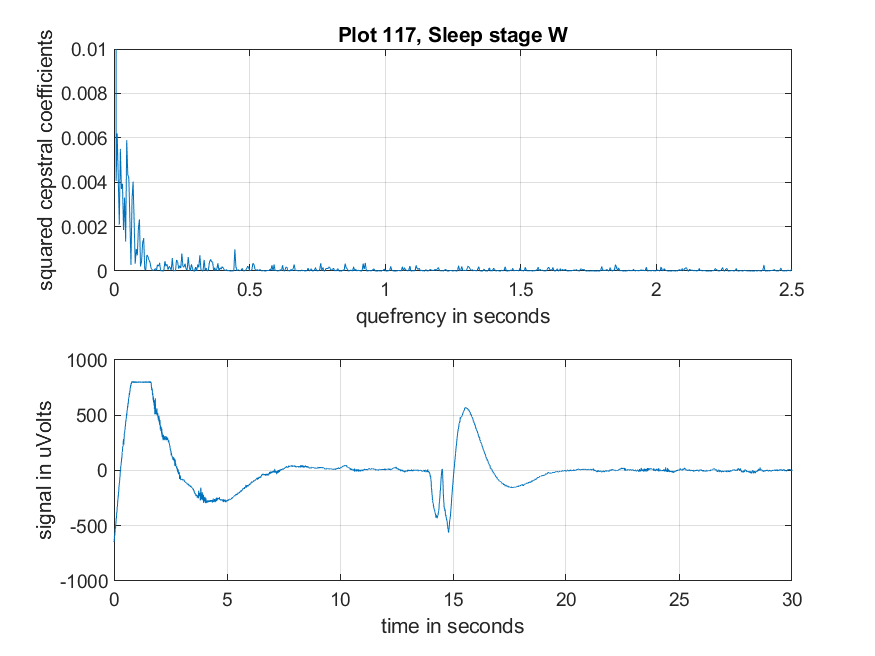 Plot 117, Sleep stage W
squared cepstral coefficients
0.01
0.008
0.006
0.004
0.002
0
0 0.5 1 1.5 2 2.5
quefrency in seconds
signal in uVolts
1000
500
0
-500
-1000
0 5 10 15 20 25 30
time in seconds